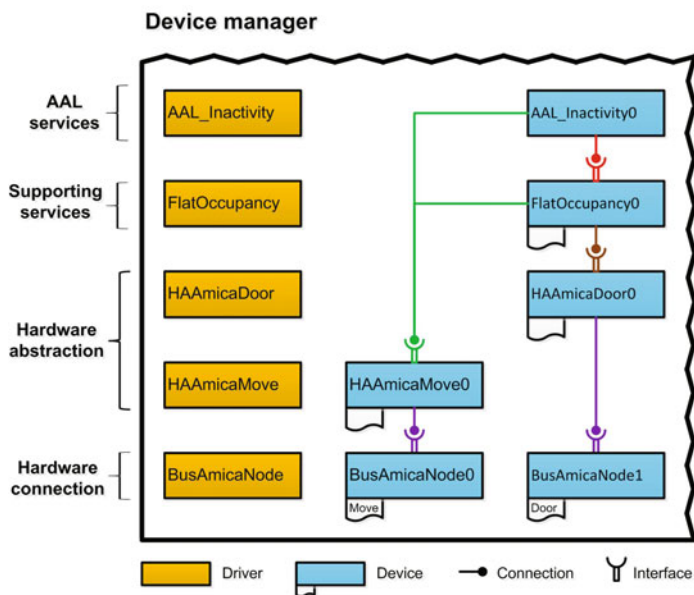 Device manager
AAL
services
AAL_Inactivity
AAL_Inactivity0
Supporting
services
FlatOccupancy
FlatOccupancy0
HAAmicaDoor
HAAmicaDoor0
Hardware
abstraction
HAAmicaMove
HAAmicaMove0
Hardware
connection
BusAmicaNode
BusAmicaNode0
BusAmicaNode1
Move
Door
Driver
Device
Connection
Interface